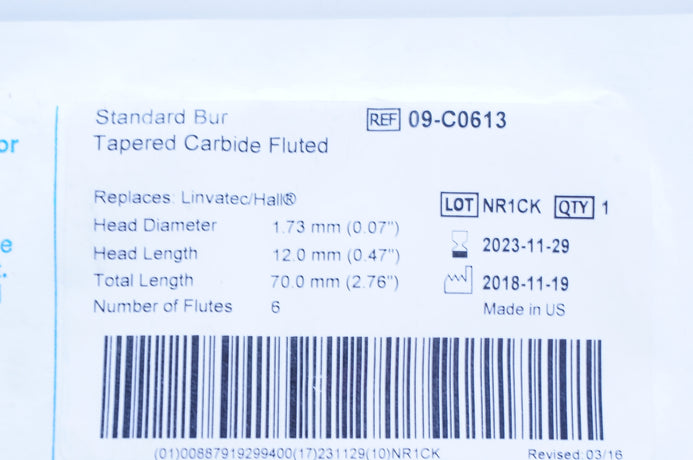 or
e
Standard Bur
Tapered Carbide Fluted
REF 09-C0613
Replaces: Linvatec/Hall®
Head Diameter 1.73 mm (0.07")
Head Length 12.0 mm (0.47")
Total Length 70.0 mm (2.76")
Number of Flutes 6
LOT NR1CK QTY 1
2023-11-29
2018-11-19
Made in US
(01)00887919299400(17)231129(10)NR1CK
Revised: 03/16